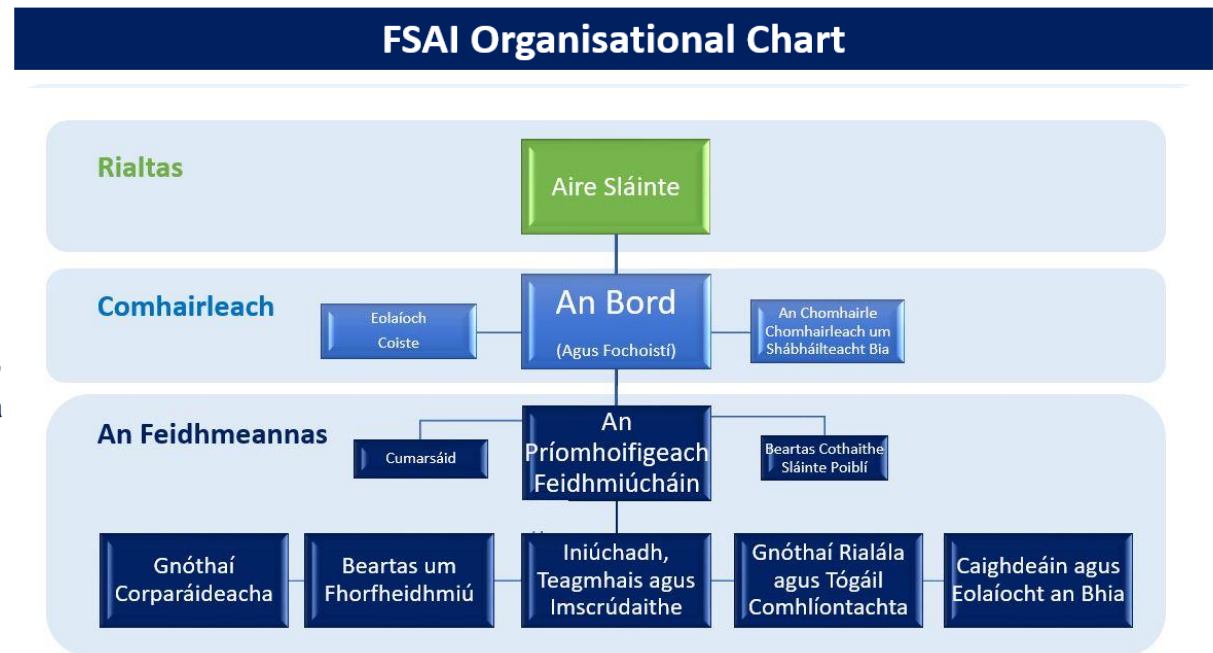 FSAI Organisational Chart
Rialtas
Aire Sláinte
Comhairleach
Eolaíoch
Coiste
An Bord
(Agus Fochoistí)
An Chomhairle
Chomhairleach um
Shábháilteacht Bia
An Feidhmeannas
Cumarsáid
An
Príomhoifigeach
Feidhmiúcháin
Beartas Cothaithe
Sláinte Poiblí
Gnóthaí
Corparáideacha
Beartas um
Fhorfheidhmiú
Iniúchadh,
Teagmhais agus
Imscrúdaithe
Gnóthaí Rialála
agus Tógáil
Comhlíontachta
Caighdeáin agus
Eolaíocht an Bhia